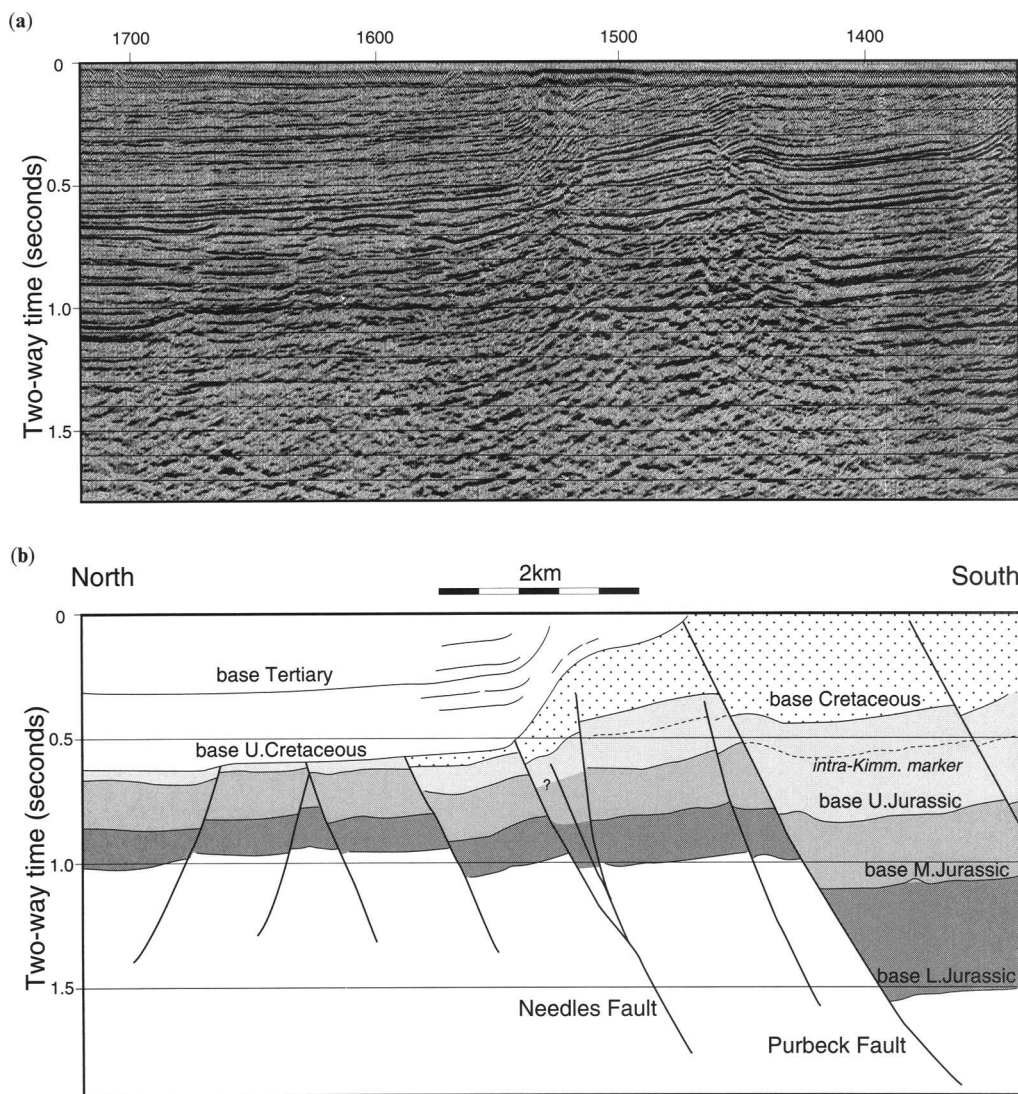 (a)
1700 1600 1500 1400
0
0.5
1.0
1.5
Two-way time (seconds)
(b)
North 2km South
0
base Tertiary
base Cretaceous
0.5
base U.Cretaceous
intra-Kimm. marker
base U.Jurassic
?
1.0
base M.Jurassic
base L.Jurassic
1.5
Needles Fault
Purbeck Fault
Two-way time (seconds)